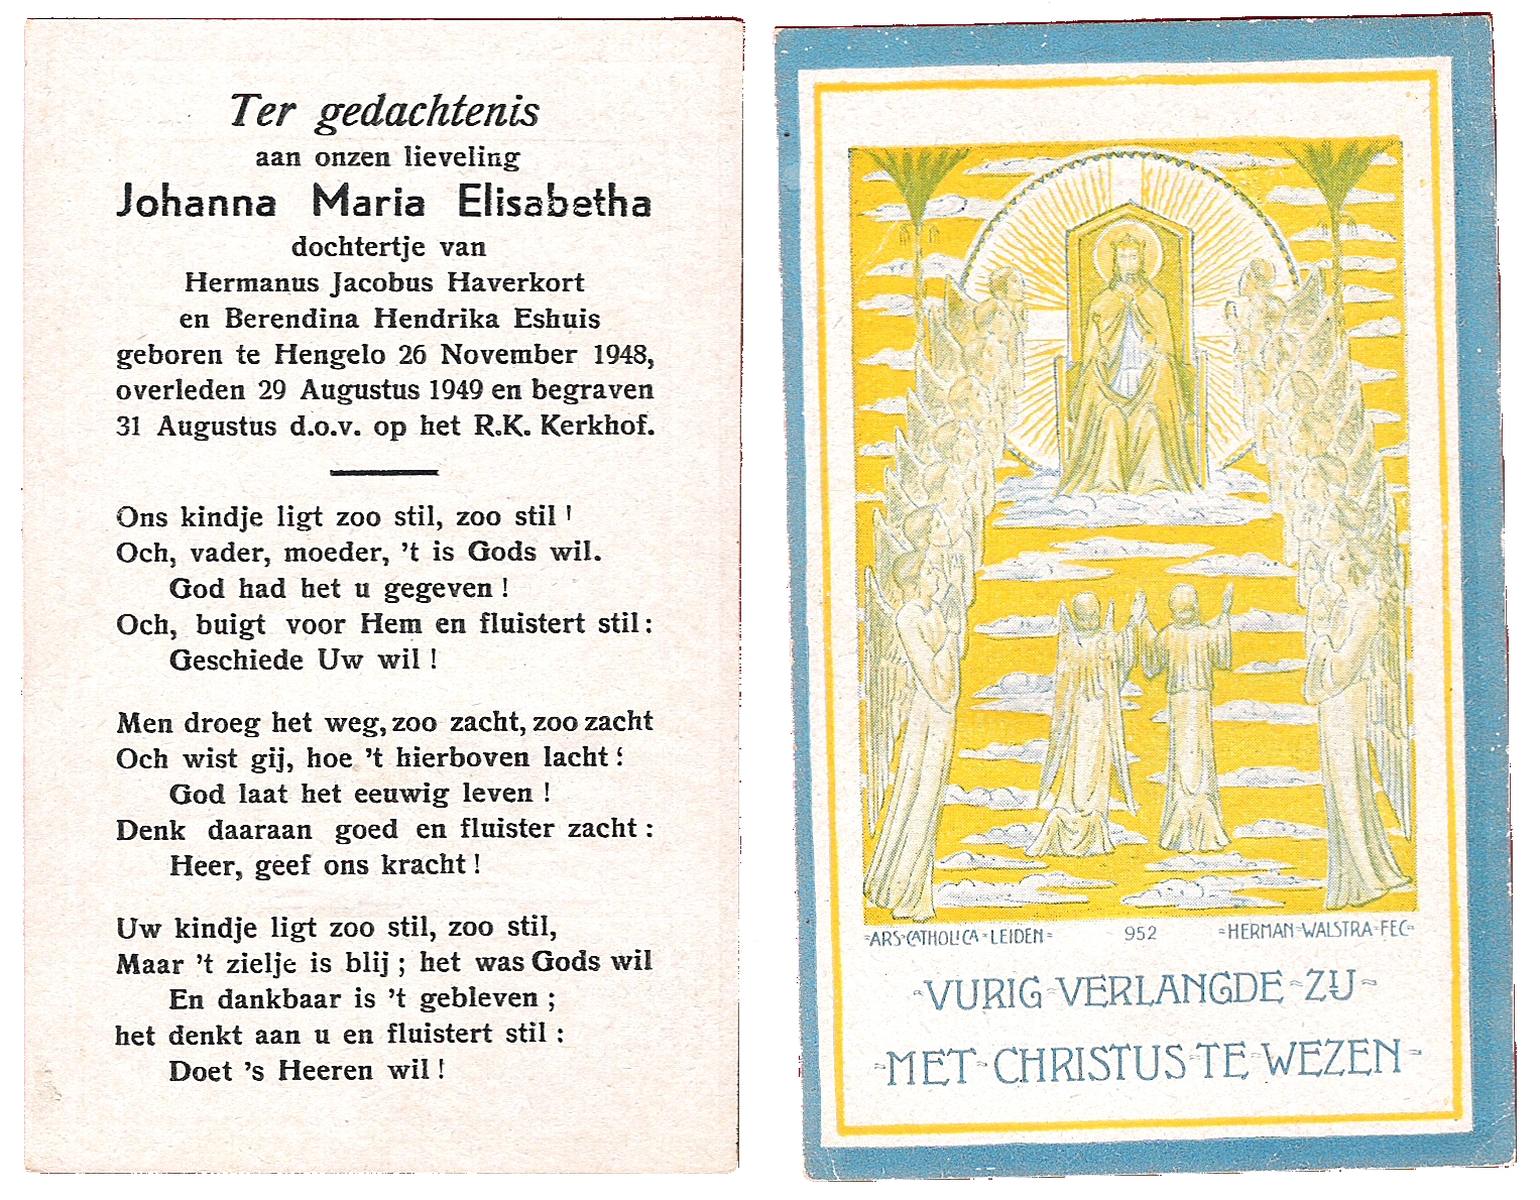 Ter gedachtenis
aan onzen lieveling
Johanna Maria Elisabetha
dochtertje van
Hermanus Jacobus Haverkort
en Berendina Hendrika Eshuis
geboren te Hengelo 26 November 1948,
overleden 29 Augustus 1949 en begraven
31 Augustus d.o.v. op het R.K. Kerkhof.
Ons kindje ligt zoo stil, zoo stil !
Och, vader, moeder, 't is Gods wil.
God had het u gegeven !
Och, buigt voor Hem en fluistert stil:
Geschiede Uw wil !
Men droeg het weg, zoo zacht, zoo zacht
Och wist gij, hoe 't hierboven lacht !
God laat het eeuwig leven !
Denk daaraan goed en fluister zacht :
Heer, geef ons kracht !
Uw kindje ligt zoo stil, zoo stil,
Maar 't zieltje is blij ; het was Gods wil
En dankbaar is 't gebleven ;
het denkt aan u en fluistert stil :
Doet 's Heeren wil !
ARS-CATHOLICA-LEIDEN 952 HERMAN-WALSTRA-FEC
VURIG-VERLANGDE-ZIJ
MET-CHRISTUS-TE-WEZEN